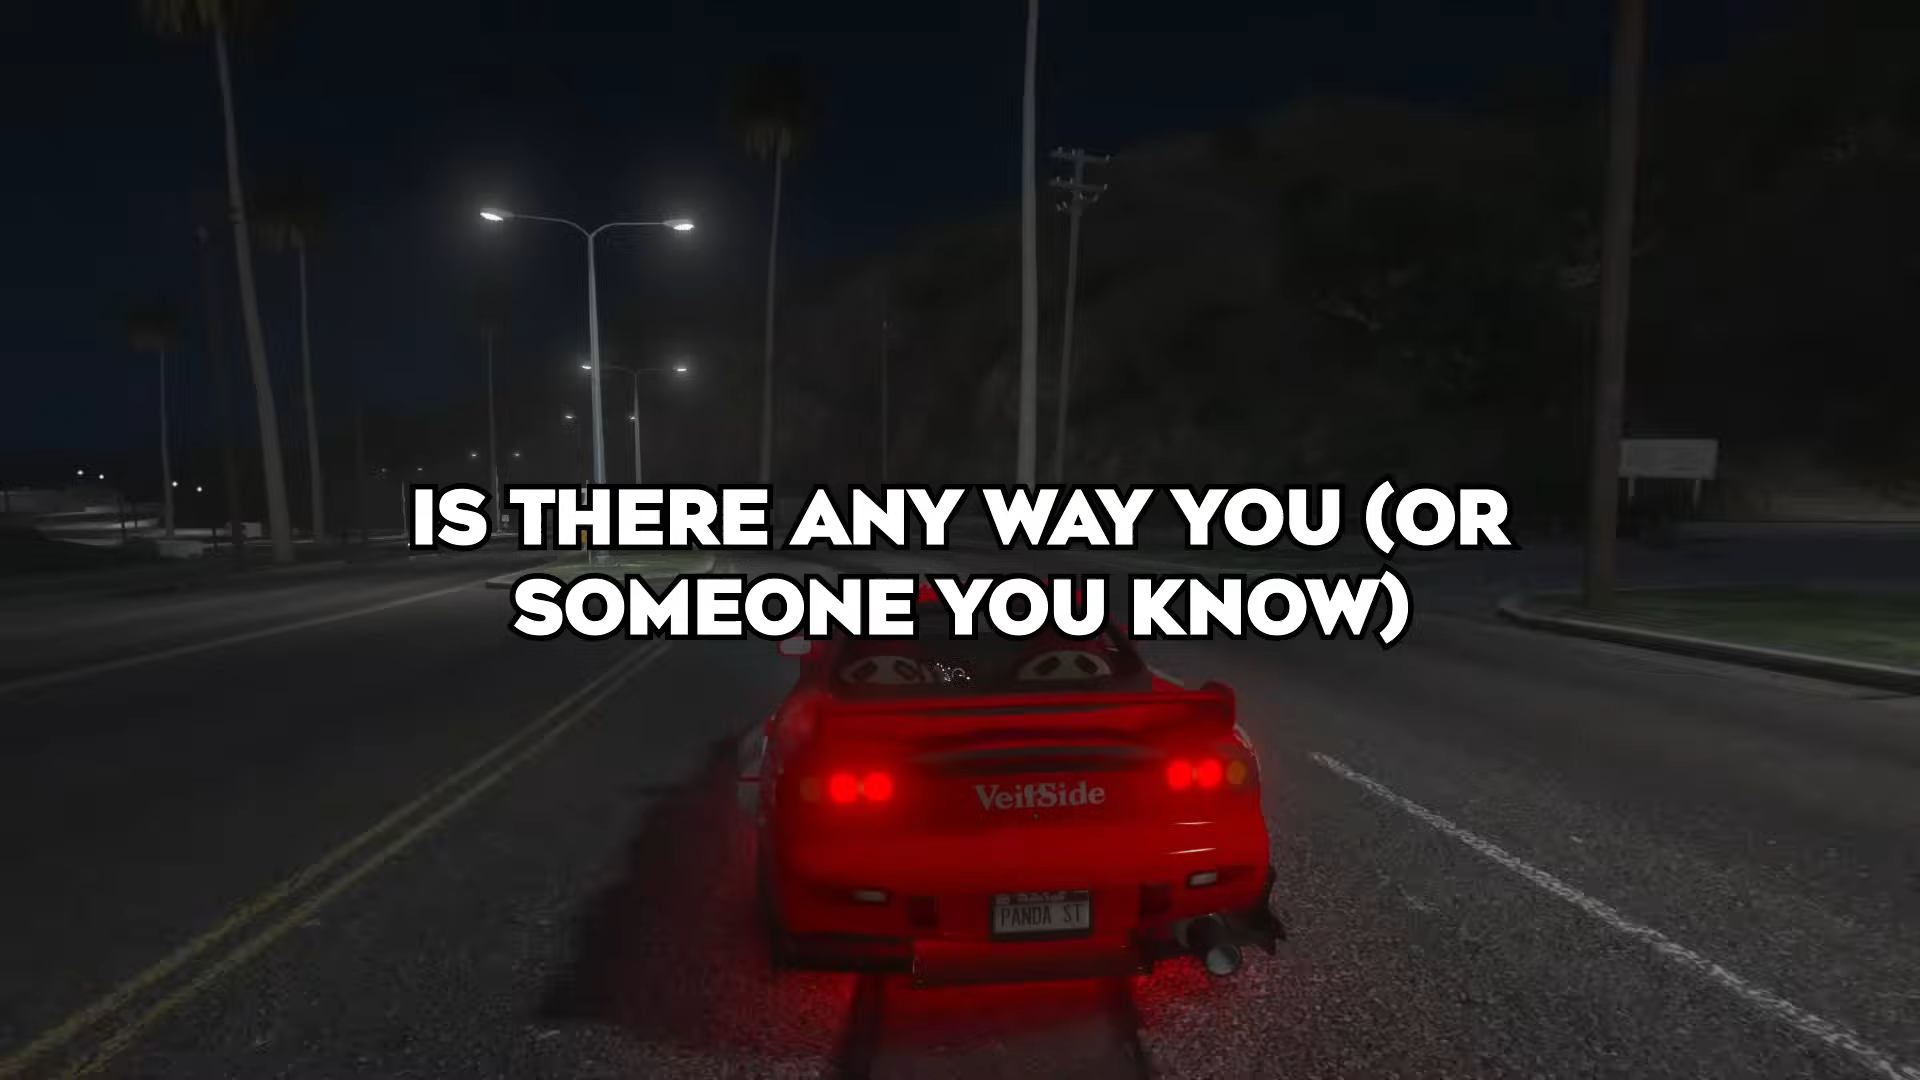 IS THERE ANY WAY YOU (OR
SOMEONE YOU KNOW)
VeilSide
PANDA ST